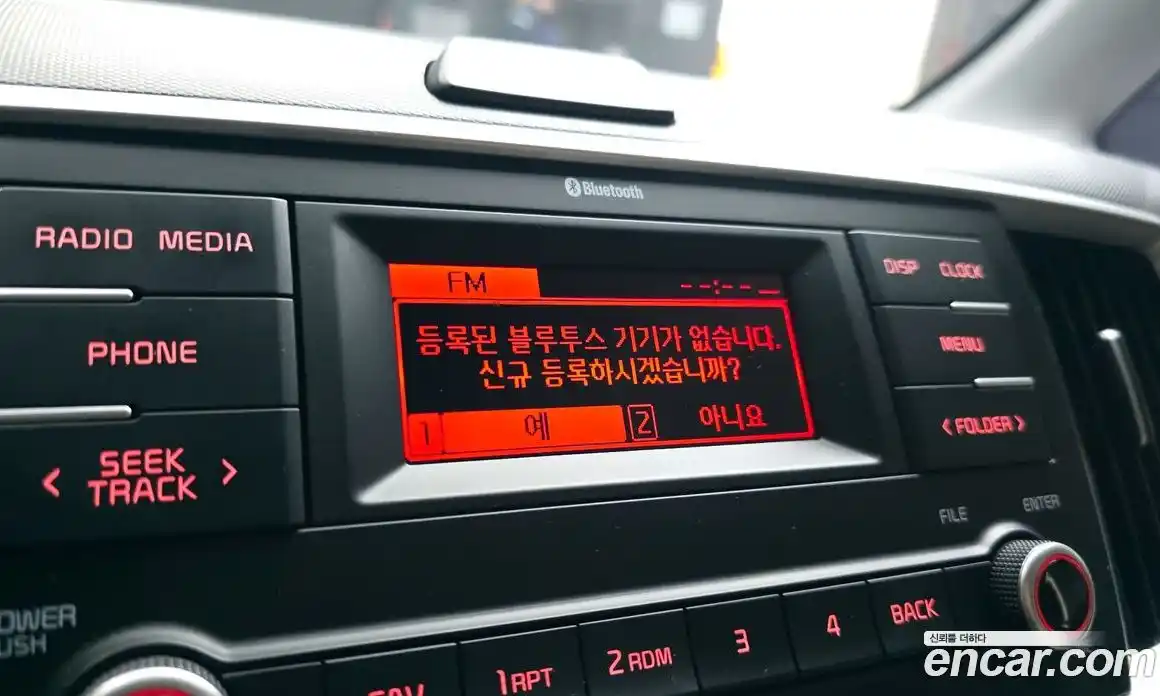 Bluetooth
RADIO MEDIA
PHONE
< SEEK >
TRACK
FM --:--
등록된 블루투스 기기가 없습니다.
신규 등록하시겠습니까?
1 예 2 아니요
DISP CLOCK
MENU
< FOLDER >
FILE ENTER
1 RPT 2 RDM 3 4 BACK
신뢰를 더하다
encar.com